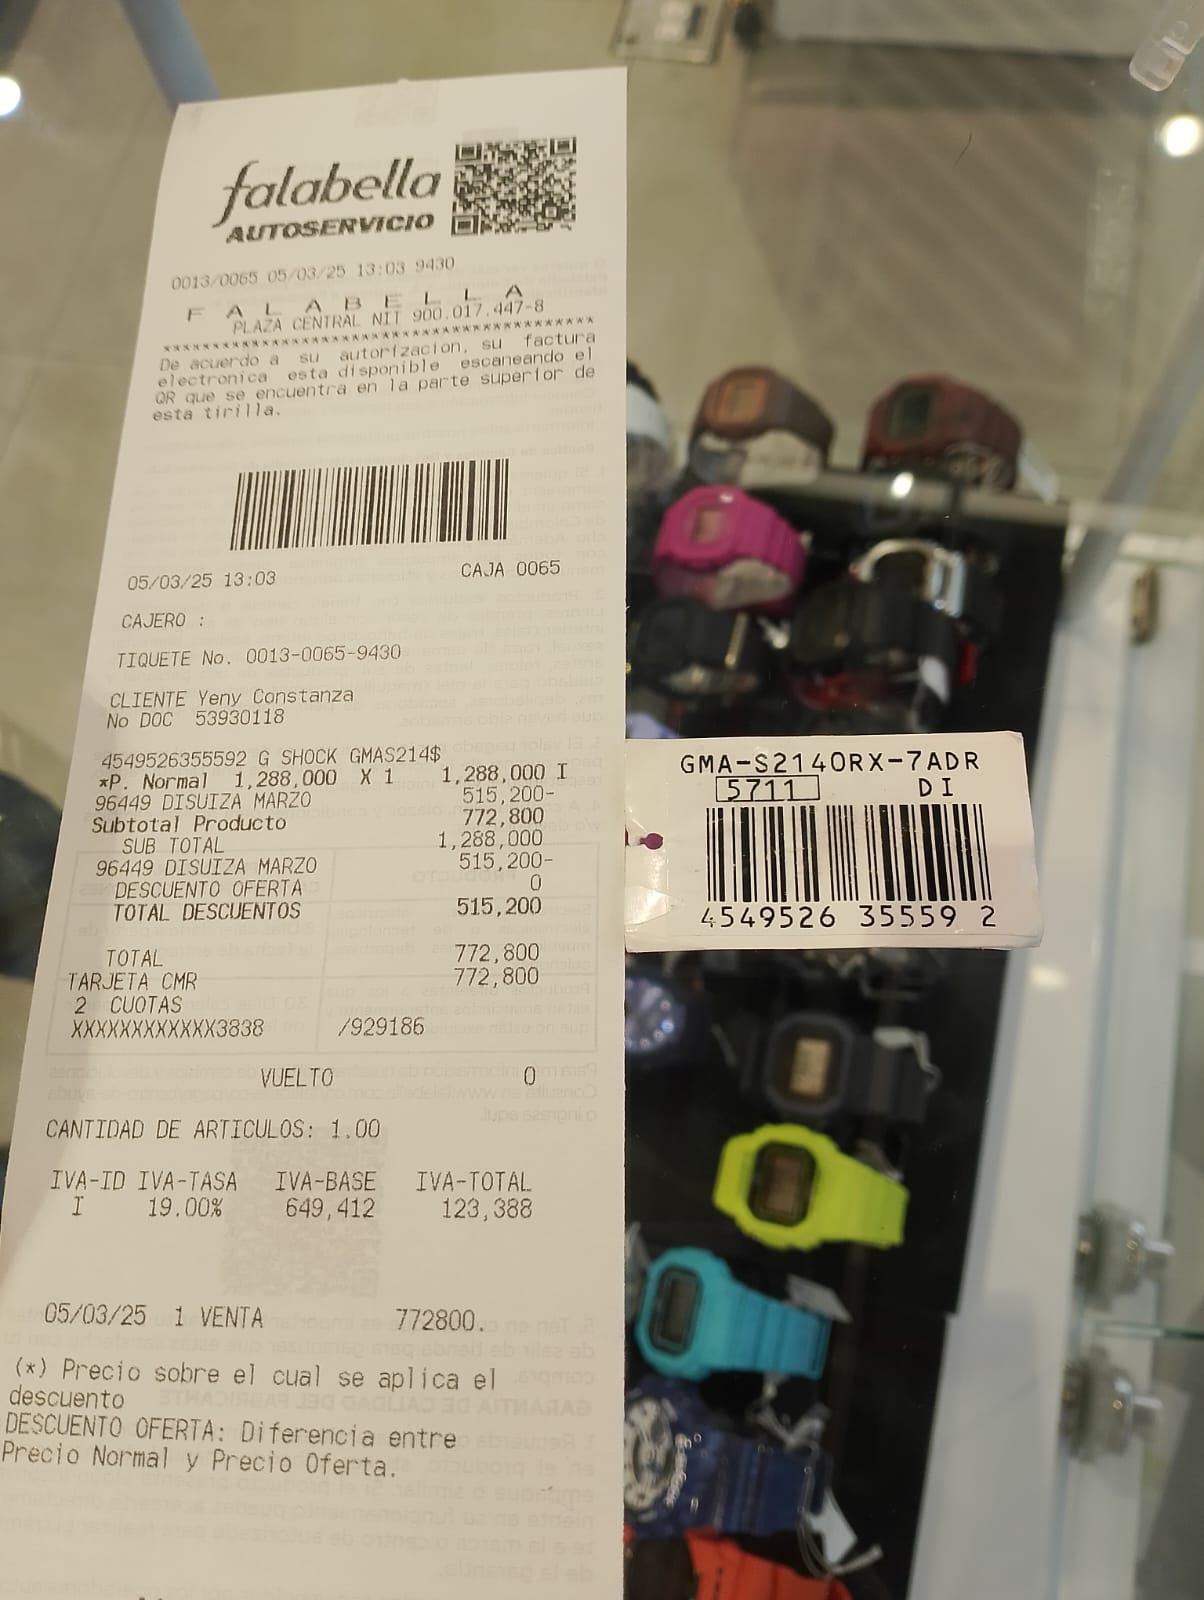 falabella
AUTOSERVICIO
0013/0065 05/03/25 13:03 9430
F A L A B E L L A
PLAZA CENTRAL NIT 900.017.447-8
******************************************
De acuerdo a su autorizacion, su factura
electronica esta disponible escaneando el
QR que se encuentra en la parte superior de
esta tirilla.
05/03/25 13:03 CAJA 0065
CAJERO :
TIQUETE No. 0013-0065-9430
CLIENTE Yeny Constanza
No DOC 53930118
4549526355592 G SHOCK GMAS214$
*P. Normal 1,288,000 X 1 1,288,000 I
96449 DISUIZA MARZO 515,200-
Subtotal Producto 772,800
SUB TOTAL 1,288,000
96449 DISUIZA MARZO 515,200-
DESCUENTO OFERTA 0
TOTAL DESCUENTOS 515,200
TOTAL 772,800
TARJETA CMR 772,800
2 CUOTAS
XXXXXXXXXXXX3838 /929186
VUELTO 0
CANTIDAD DE ARTICULOS: 1.00
IVA-ID IVA-TASA IVA-BASE IVA-TOTAL
I 19.00% 649,412 123,388
05/03/25 1 VENTA 772800.
(*) Precio sobre el cual se aplica el
descuento
DESCUENTO OFERTA: Diferencia entre
Precio Normal y Precio Oferta.
GMA-S2140RX-7ADR
5711 DI
4549526 35559 2